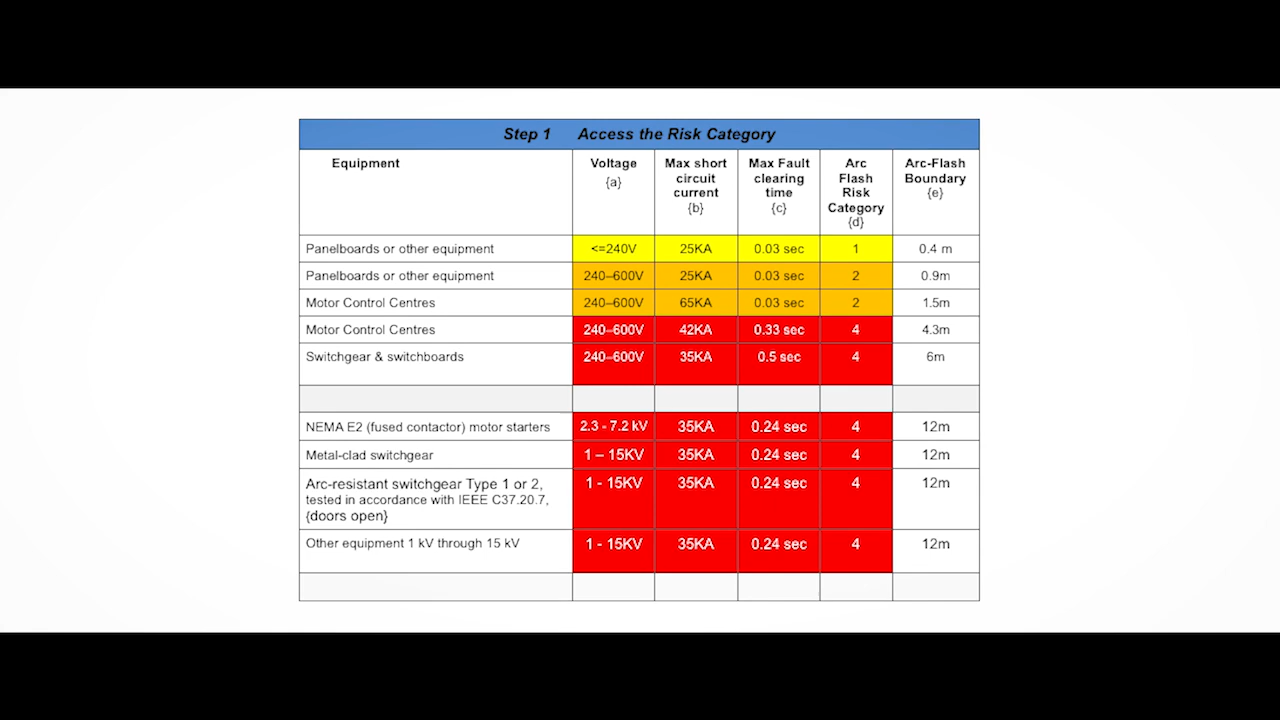 Step 1 Access the Risk Category
Equipment
Voltage
{a}
Max short
circuit
current
{b}
Max Fault
clearing
time
{c}
Arc
Flash
Risk
Category
{d}
Arc-Flash
Boundary
{e}
Panelboards or other equipment <=240V 25KA 0.03 sec 1 0.4 m
Panelboards or other equipment 240–600V 25KA 0.03 sec 2 0.9m
Motor Control Centres 240–600V 65KA 0.03 sec 2 1.5m
Motor Control Centres 240–600V 42KA 0.33 sec 4 4.3m
Switchgear & switchboards 240–600V 35KA 0.5 sec 4 6m
NEMA E2 (fused contactor) motor starters 2.3 - 7.2 kV 35KA 0.24 sec 4 12m
Metal-clad switchgear 1 – 15KV 35KA 0.24 sec 4 12m
Arc-resistant switchgear Type 1 or 2, 1 - 15KV 35KA 0.24 sec 4 12m
tested in accordance with IEEE C37.20.7,
{doors open}
Other equipment 1 kV through 15 kV 1 - 15KV 35KA 0.24 sec 4 12m